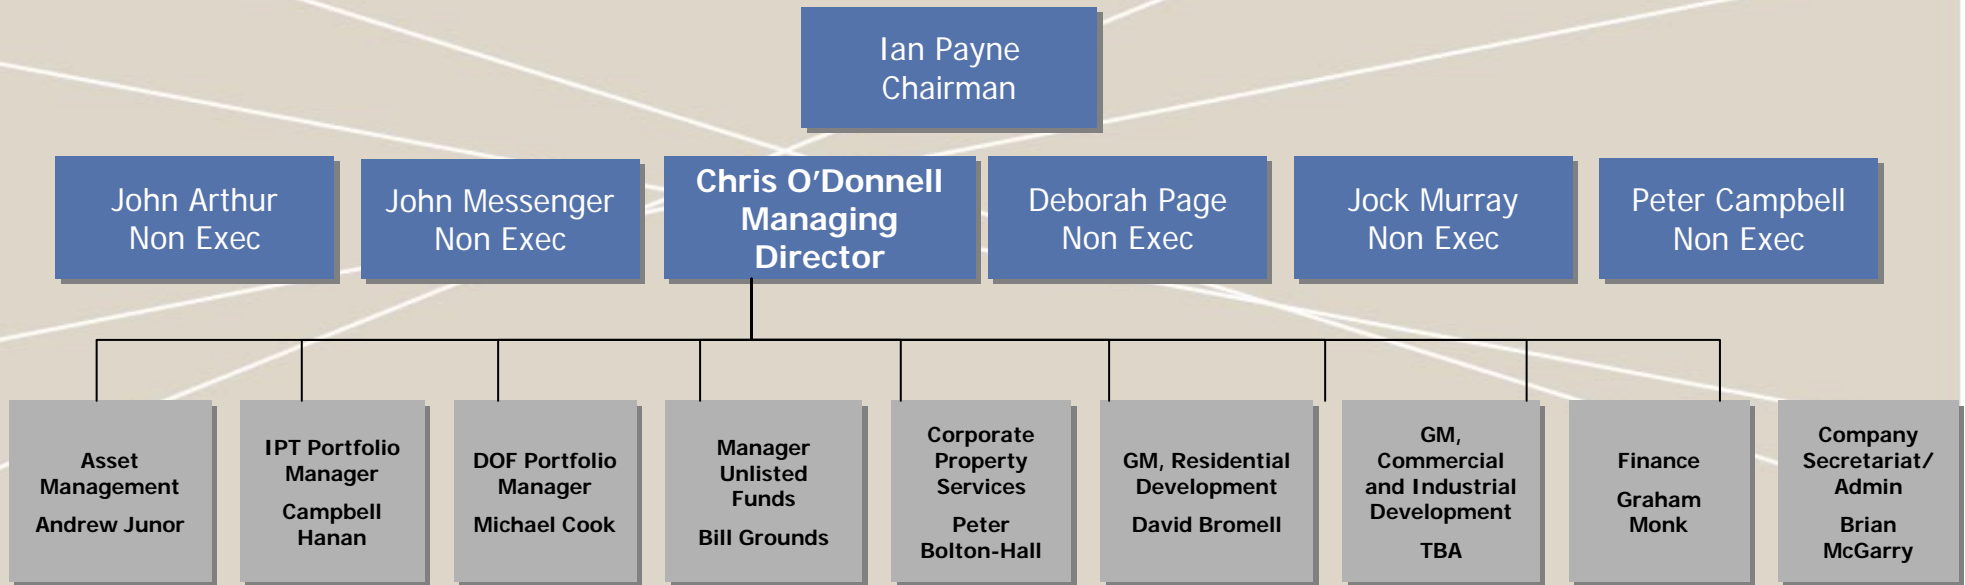 Ian Payne
Chairman
John Arthur
Non Exec
John Messenger
Non Exec
Chris O'Donnell
Managing
Director
Deborah Page
Non Exec
Jock Murray
Non Exec
Peter Campbell
Non Exec
Asset
Management
Andrew Junor
IPT Portfolio
Manager
Campbell
Hanan
DOF Portfolio
Manager
Michael Cook
Manager
Unlisted
Funds
Bill Grounds
Corporate
Property
Services
Peter
Bolton-Hall
GM, Residential
Development
David Bromell
GM,
Commercial
and Industrial
Development
TBA
Finance
Graham
Monk
Company
Secretariat/
Admin
Brian
McGarry